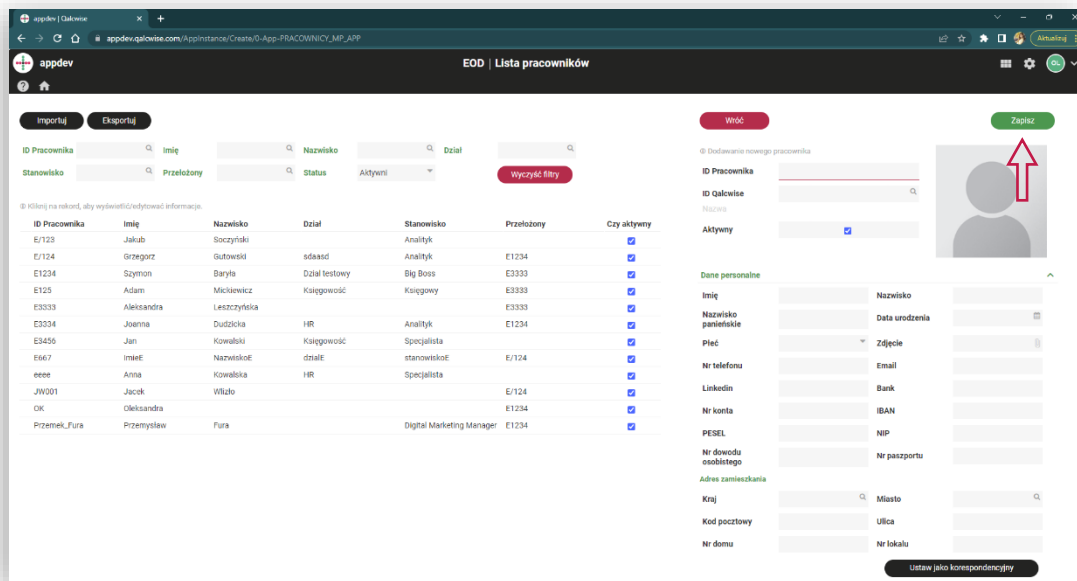 appdev | Qalcwise
appdev.qalcwise.com/AppInstance/Create/0-App-PRACOWNICY_MP_APP
Aktualizuj
appdev
EOD | Lista pracowników
OL
Importuj Eksportuj
Wróć Zapisz
ID Pracownika Imię Nazwisko Dział
Stanowisko Przełożony Status Aktywni Wyczyść filtry
Kliknij na rekord, aby wyświetlić/edytować informacje.
ID Pracownika Imię Nazwisko Dział Stanowisko Przełożony Czy aktywny
E/123 Jakub Soczyński Analityk
E/124 Grzegorz Gutowski sdaasd Analityk E1234
E1234 Szymon Baryła Dział testowy Big Boss E3333
E125 Adam Mickiewicz Księgowość Księgowy E3333
E3333 Aleksandra Leszczyńska E3333
E3334 Joanna Dudzicka HR Analityk E1234
E3456 Jan Kowalski Księgowość Specjalista
E667 ImieE NazwiskoE dzialE stanowiskoE E/124
eeee Anna Kowalska HR Specjalista
JW001 Jacek Wlizło E/124
OK Oleksandra E1234
Przemek_Fura Przemysław Fura Digital Marketing Manager E1234
Dodawanie nowego pracownika
ID Pracownika
ID Qalcwise
Nazwa
Aktywny
Dane personalne
Imię Nazwisko
Nazwisko panieńskie Data urodzenia
Płeć Zdjęcie
Nr telefonu Email
Linkedin Bank
Nr konta IBAN
PESEL NIP
Nr dowodu osobistego Nr paszportu
Adres zamieszkania
Kraj Miasto
Kod pocztowy Ulica
Nr domu Nr lokalu
Ustaw jako korespondencyjny